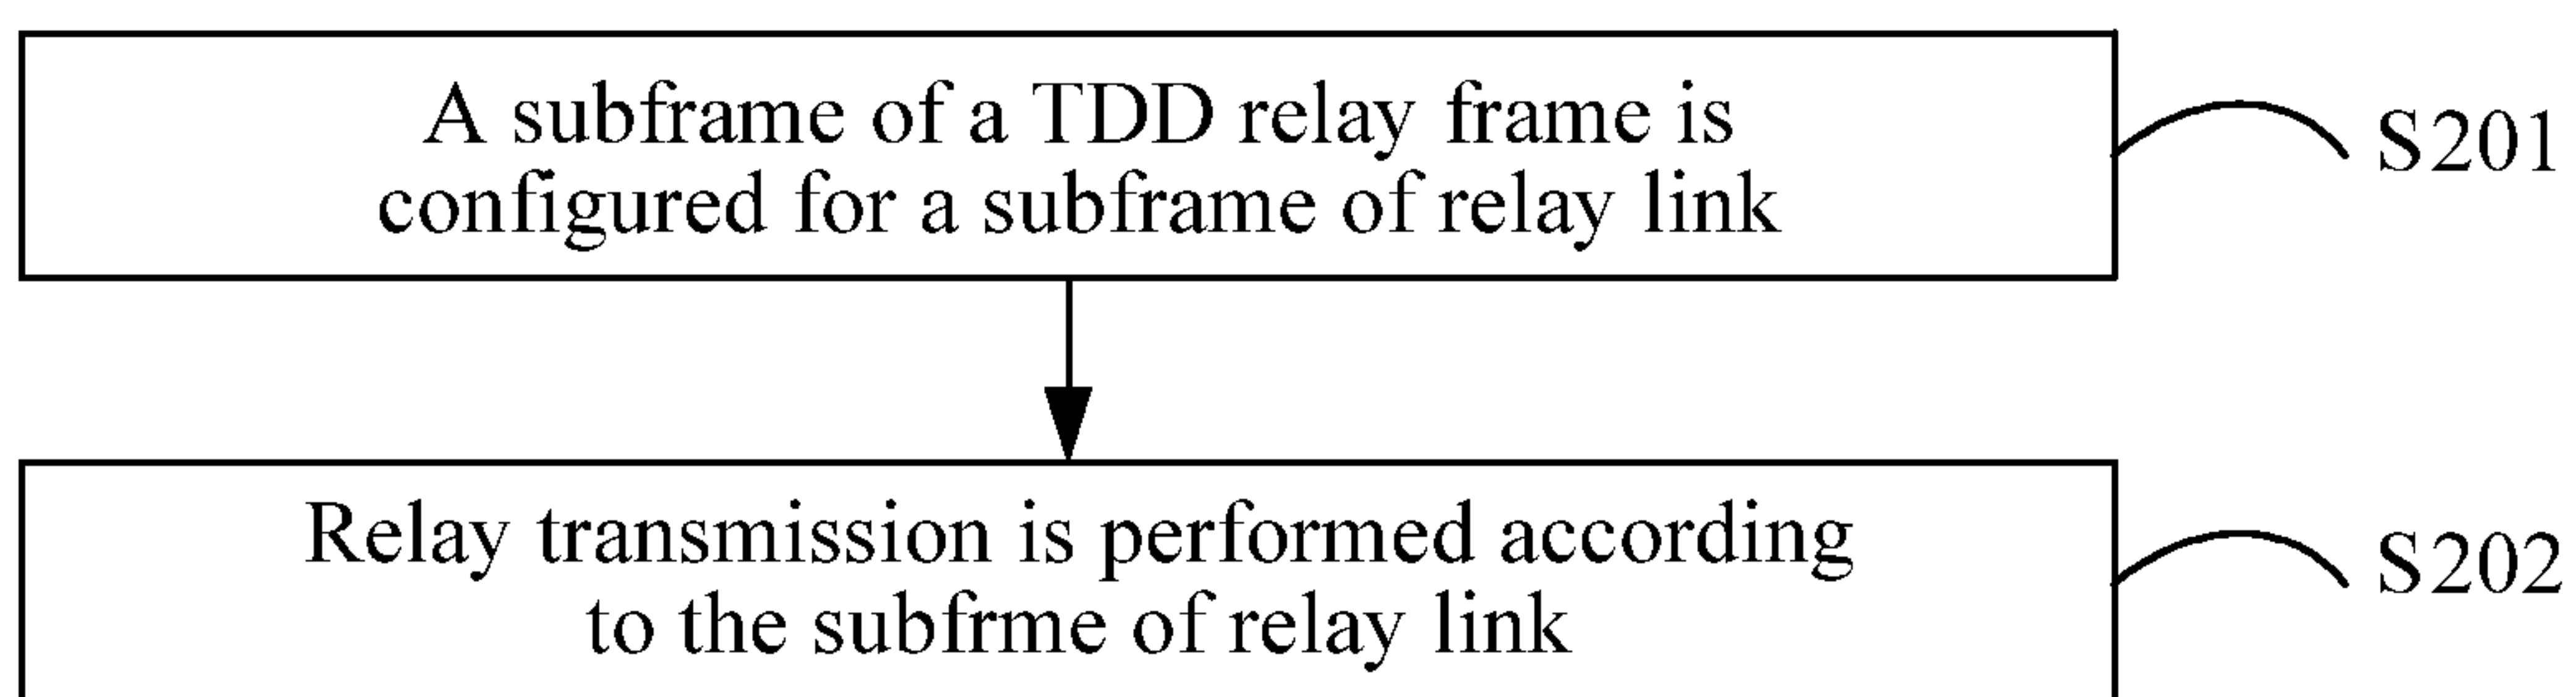 A subframe of a TDD relay frame is
configured for a subframe of relay link
S201
Relay transmission is performed according
to the subfrme of relay link
S202